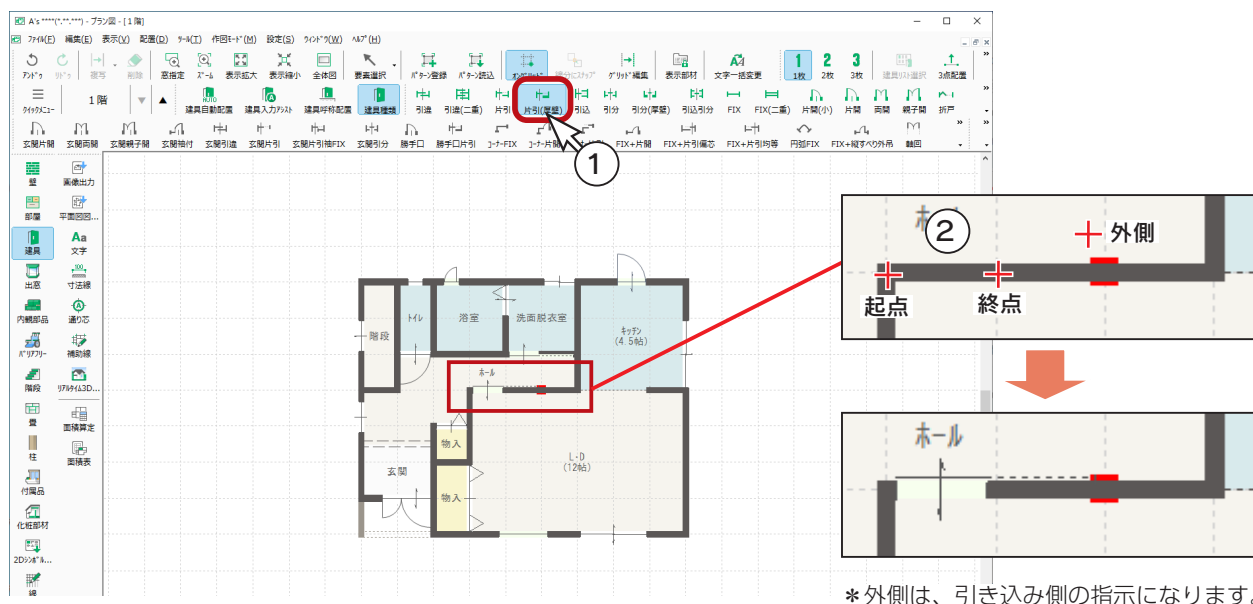 A's ****(*.**.***) - プラン図 - [1 階]
ﾌｧｲﾙ(F) 編集(E) 表示(V) 配置(D) ﾂｰﾙ(T) 作図ﾓｰﾄﾞ(M) 設定(S) ｳｨﾝﾄﾞｳ(W) ﾍﾙﾌﾟ(H)
ｱﾝﾄﾞｩ ﾘﾄﾞｩ 複写 削除 窓指定 ｽﾞｰﾑ 表示拡大 表示縮小 全体図 要素選択 ﾊﾟﾀｰﾝ登録 ﾊﾟﾀｰﾝ読込 ｸﾞﾘｯﾄﾞ編集 表示部材 文字一括変更 1 1枚 2 2枚 3 3枚 建具ﾘｽﾄ選択 3点配置
ｸｲｯｸﾒﾆｭｰ 1階 建具自動配置 建具入力ｱｼｽﾄ 建具呼称配置 建具種類 引違 引違(二重) 片引 片引(厚壁) 引込 引分 引分(厚壁) 引込引分 FIX FIX(二重) 片開(小) 片開 両開 親子開 折戸
玄関片開 玄関両開 玄関親子開 玄関袖付 玄関引違 玄関片引 玄関片引袖FIX 玄関引分 勝手口 勝手口片引 ｺｰﾅｰFIX ｺｰﾅｰ片開 FIX+片開 FIX+片引偏芯 FIX+片引均等 円弧FIX FIX+縦すべり外吊 軸回
①
壁 画像出力
部屋 平面図図...
建具 Aa 文字
出窓 寸法線
内観部品 通り芯
ﾊﾞﾘｱﾌﾘｰ 補助線
階段 ﾘｱﾙﾀｲﾑ3D...
畳 面積算定
柱 面積表
付属品
化粧部材
2Dｼﾝﾎﾞﾙ...
線
階段
ﾄｲﾚ
浴室
洗面脱衣室
ｷｯﾁﾝ
(4.5帖)
ﾎｰﾙ
物入
玄関
物入
L・D
(12帖)
②
外側
起点
終点
ﾎｰﾙ
＊外側は、引き込み側の指示になります。